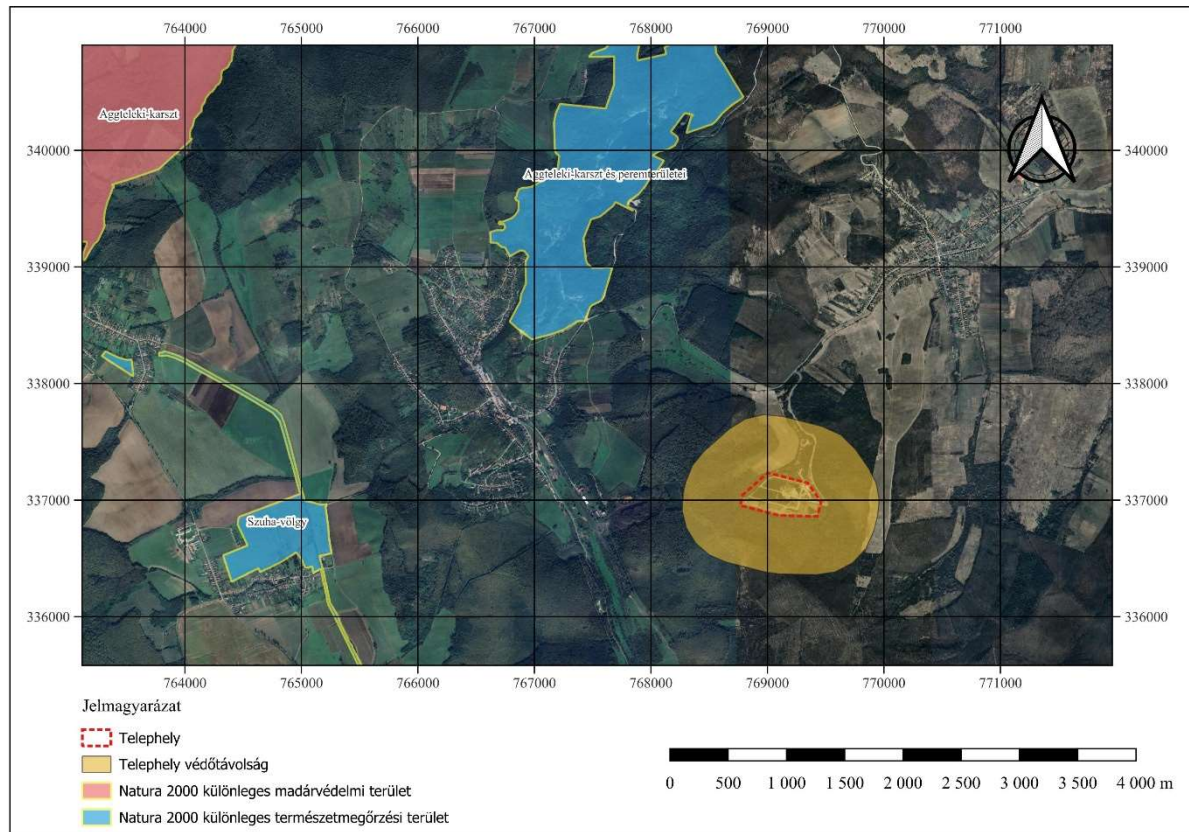 764000 765000 766000 767000 768000 769000 770000 771000
Aggteleki-karszt
340000 340000
Aggteleki-karszt és peremterületei
339000 339000
338000 338000
337000 337000
Szuha-völgy
336000 336000
764000 765000 766000 767000 768000 769000 770000 771000
Jelmagyarázat
Telephely
Telephely védőtávolság
Natura 2000 különleges madárvédelmi terület
Natura 2000 különleges természetmegőrzési terület
0 500 1 000 1 500 2 000 2 500 3 000 3 500 4 000 m